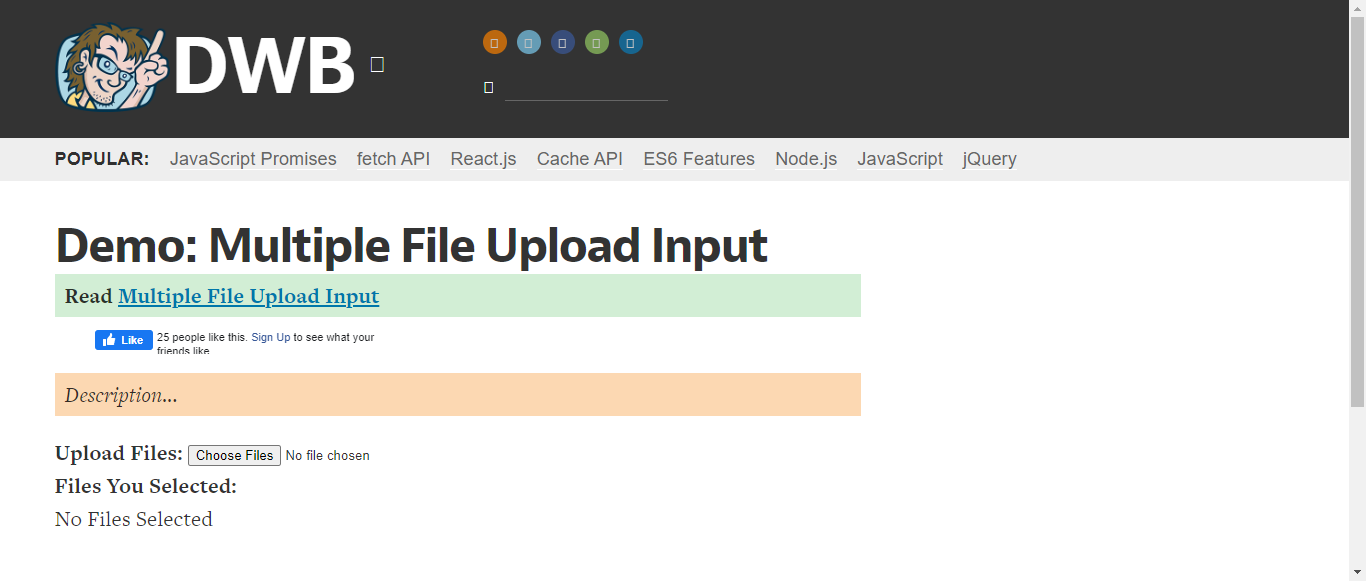 DWB
POPULAR: JavaScript Promises fetch API React.js Cache API ES6 Features Node.js JavaScript jQuery
Demo: Multiple File Upload Input
Read Multiple File Upload Input
Like 25 people like this. Sign Up to see what your
friends like
Description...
Upload Files: Choose Files No file chosen
Files You Selected:
No Files Selected